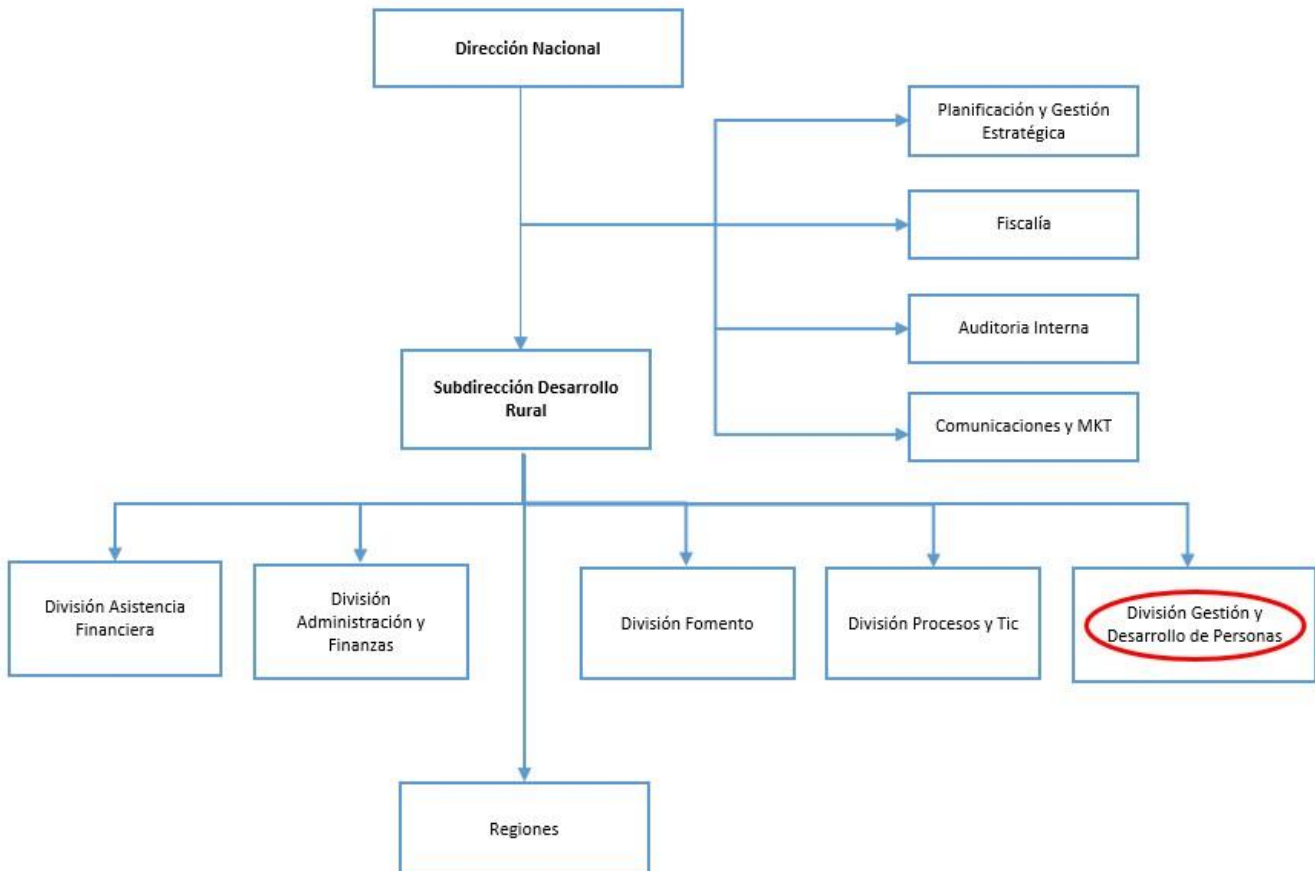 Dirección Nacional
Planificación y Gestión
Estratégica
Fiscalía
Auditoria Interna
Comunicaciones y MKT
Subdirección Desarrollo
Rural
División Asistencia
Financiera
División
Administración y
Finanzas
División Fomento
División Procesos y Tic
División Gestión y
Desarrollo de Personas
Regiones